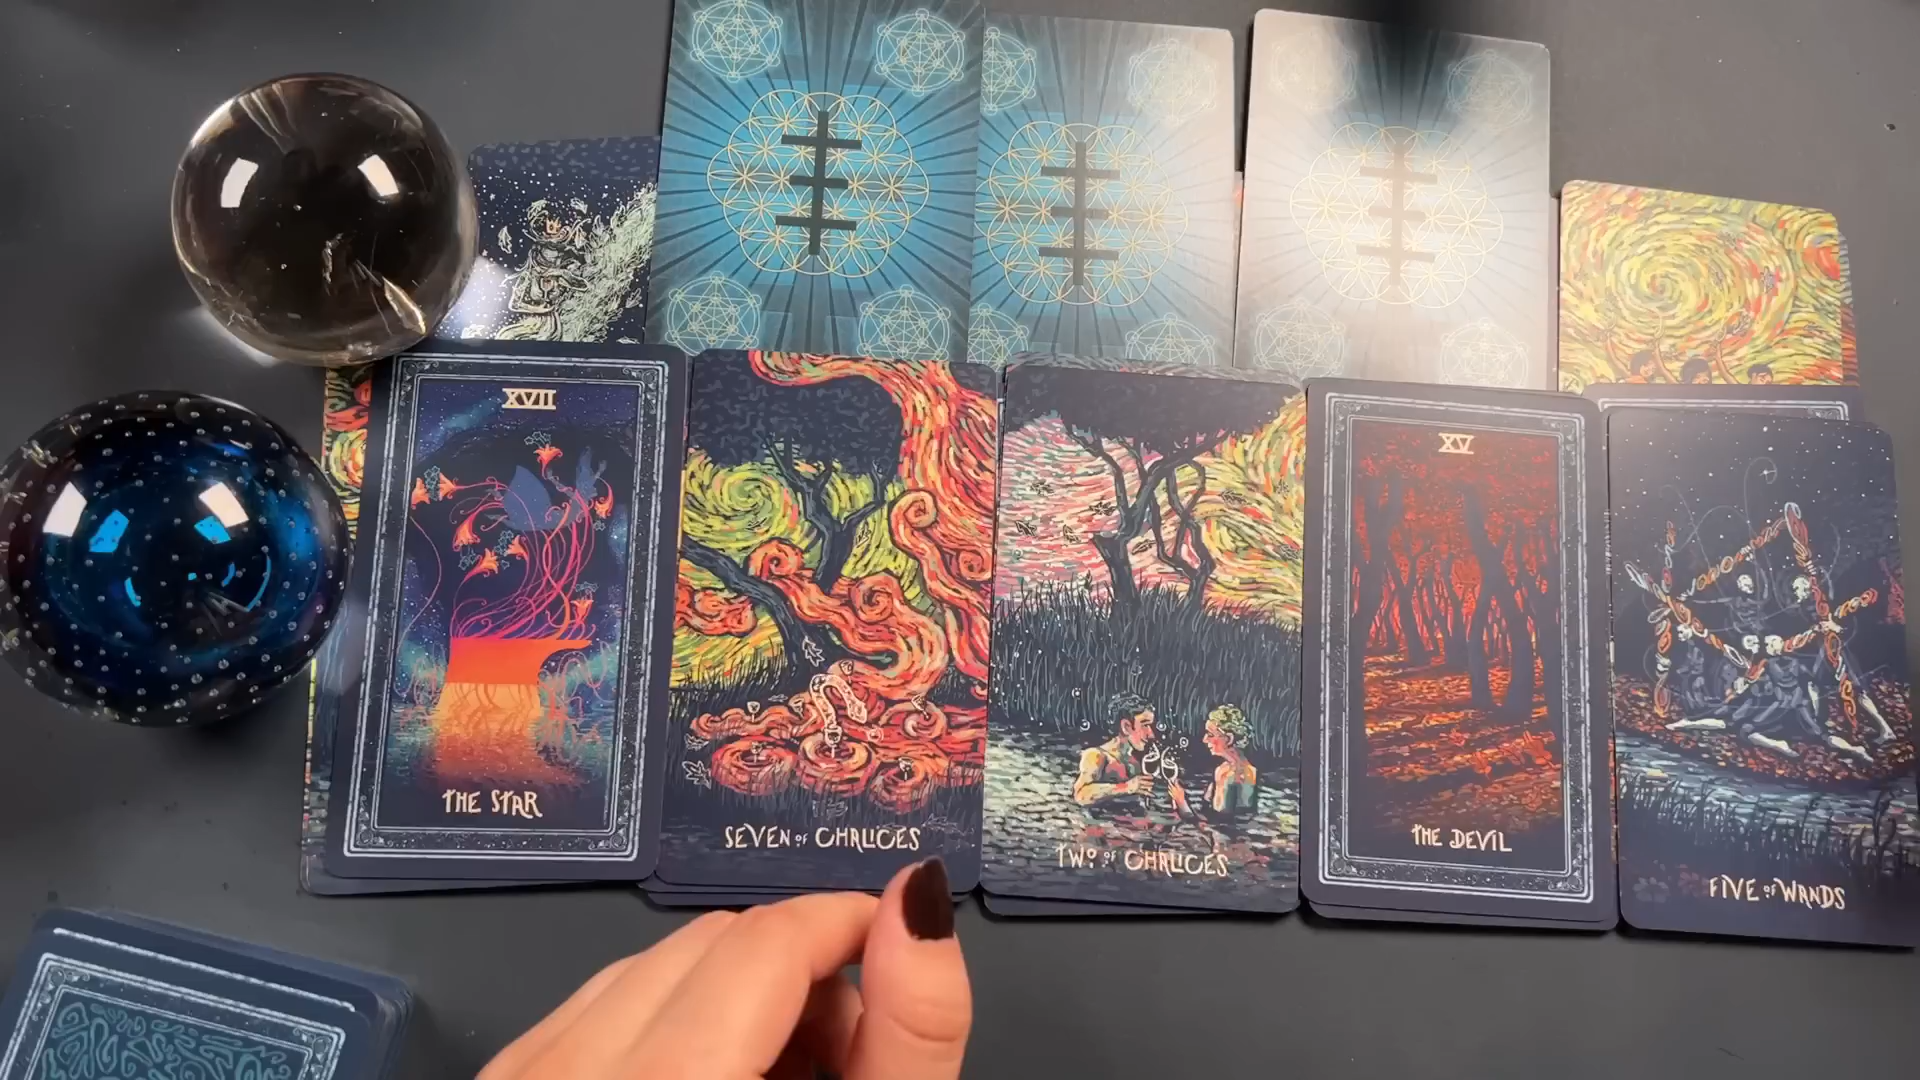 XVII
THE STAR
SEVEN OF CHALICES
TWO OF CHALICES
XV
THE DEVIL
FIVE OF WANDS